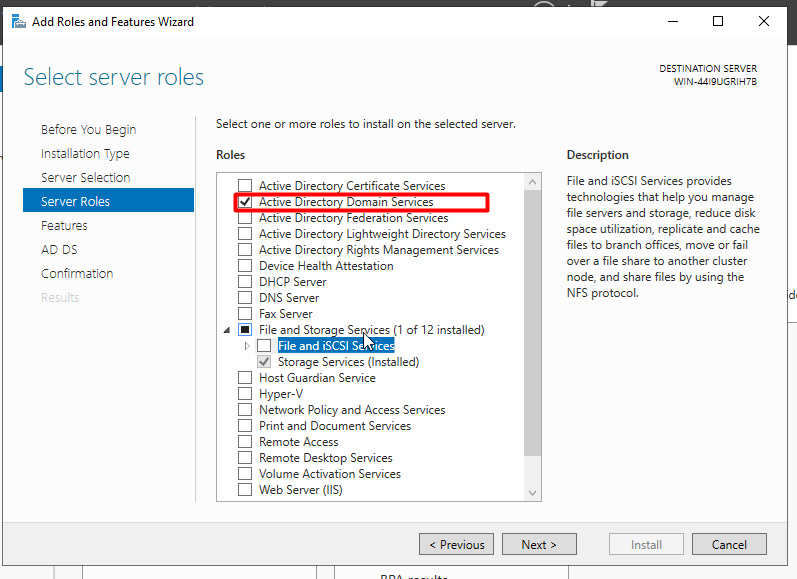 Add Roles and Features Wizard
Select server roles
DESTINATION SERVER
WIN-44I9UGRIH7B
Before You Begin
Installation Type
Server Selection
Server Roles
Features
AD DS
Confirmation
Results
Select one or more roles to install on the selected server.
Roles
Active Directory Certificate Services
Active Directory Domain Services
Active Directory Federation Services
Active Directory Lightweight Directory Services
Active Directory Rights Management Services
Device Health Attestation
DHCP Server
DNS Server
Fax Server
File and Storage Services (1 of 12 installed)
File and iSCSI Services
Storage Services (Installed)
Host Guardian Service
Hyper-V
Network Policy and Access Services
Print and Document Services
Remote Access
Remote Desktop Services
Volume Activation Services
Web Server (IIS)
Description
File and iSCSI Services provides
technologies that help you manage
file servers and storage, reduce disk
space utilization, replicate and cache
files to branch offices, move or fail
over a file share to another cluster
node, and share files by using the
NFS protocol.
< Previous
Next >
Install
Cancel
BPA results